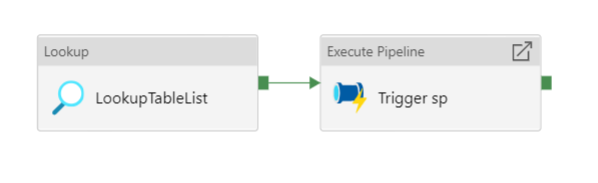 Lookup
LookupTableList
Execute Pipeline
Trigger sp